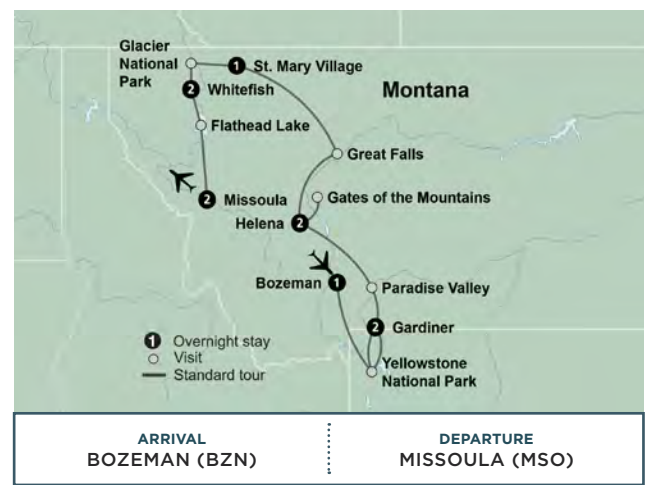 Glacier
National
Park
1 St. Mary Village
2 Whitefish
Montana
Flathead Lake
Great Falls
2 Missoula
Gates of the Mountains
Helena 2
Bozeman 1
Paradise Valley
2 Gardiner
Yellowstone
National Park
1 Overnight stay
Visit
Standard tour
ARRIVAL
BOZEMAN (BZN)
DEPARTURE
MISSOULA (MSO)